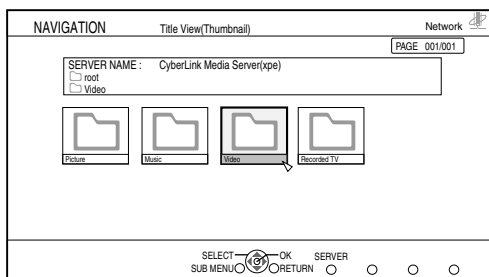 NAVIGATION Title View(Thumbnail) Network
PAGE 001/001
SERVER NAME : CyberLink Media Server(xpe)
root
Video
Picture Music Video Recorded TV
SELECT OK SERVER
SUB MENU RETURN